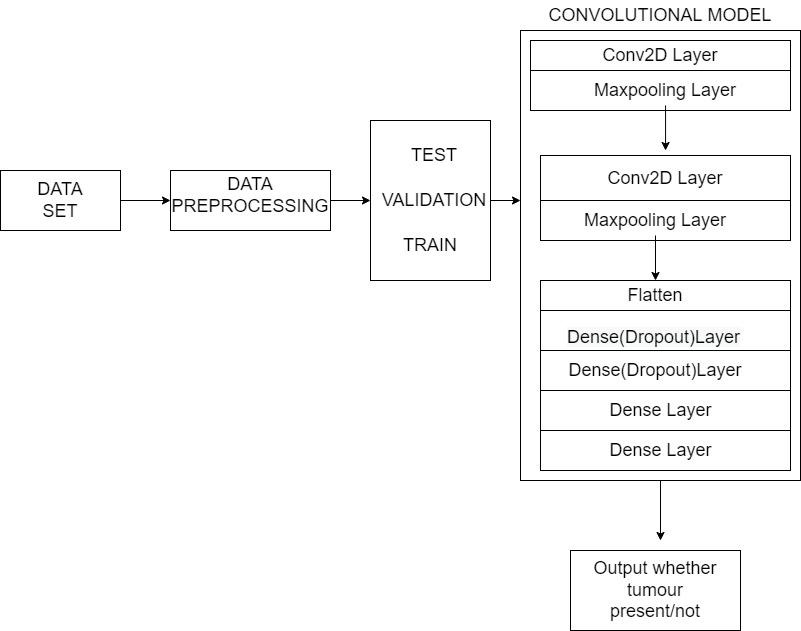 CONVOLUTIONAL MODEL
Conv2D Layer
Maxpooling Layer
DATA
SET
DATA
PREPROCESSING
TEST
VALIDATION
TRAIN
Conv2D Layer
Maxpooling Layer
Flatten
Dense(Dropout)Layer
Dense(Dropout)Layer
Dense Layer
Dense Layer
Output whether
tumour
present/not